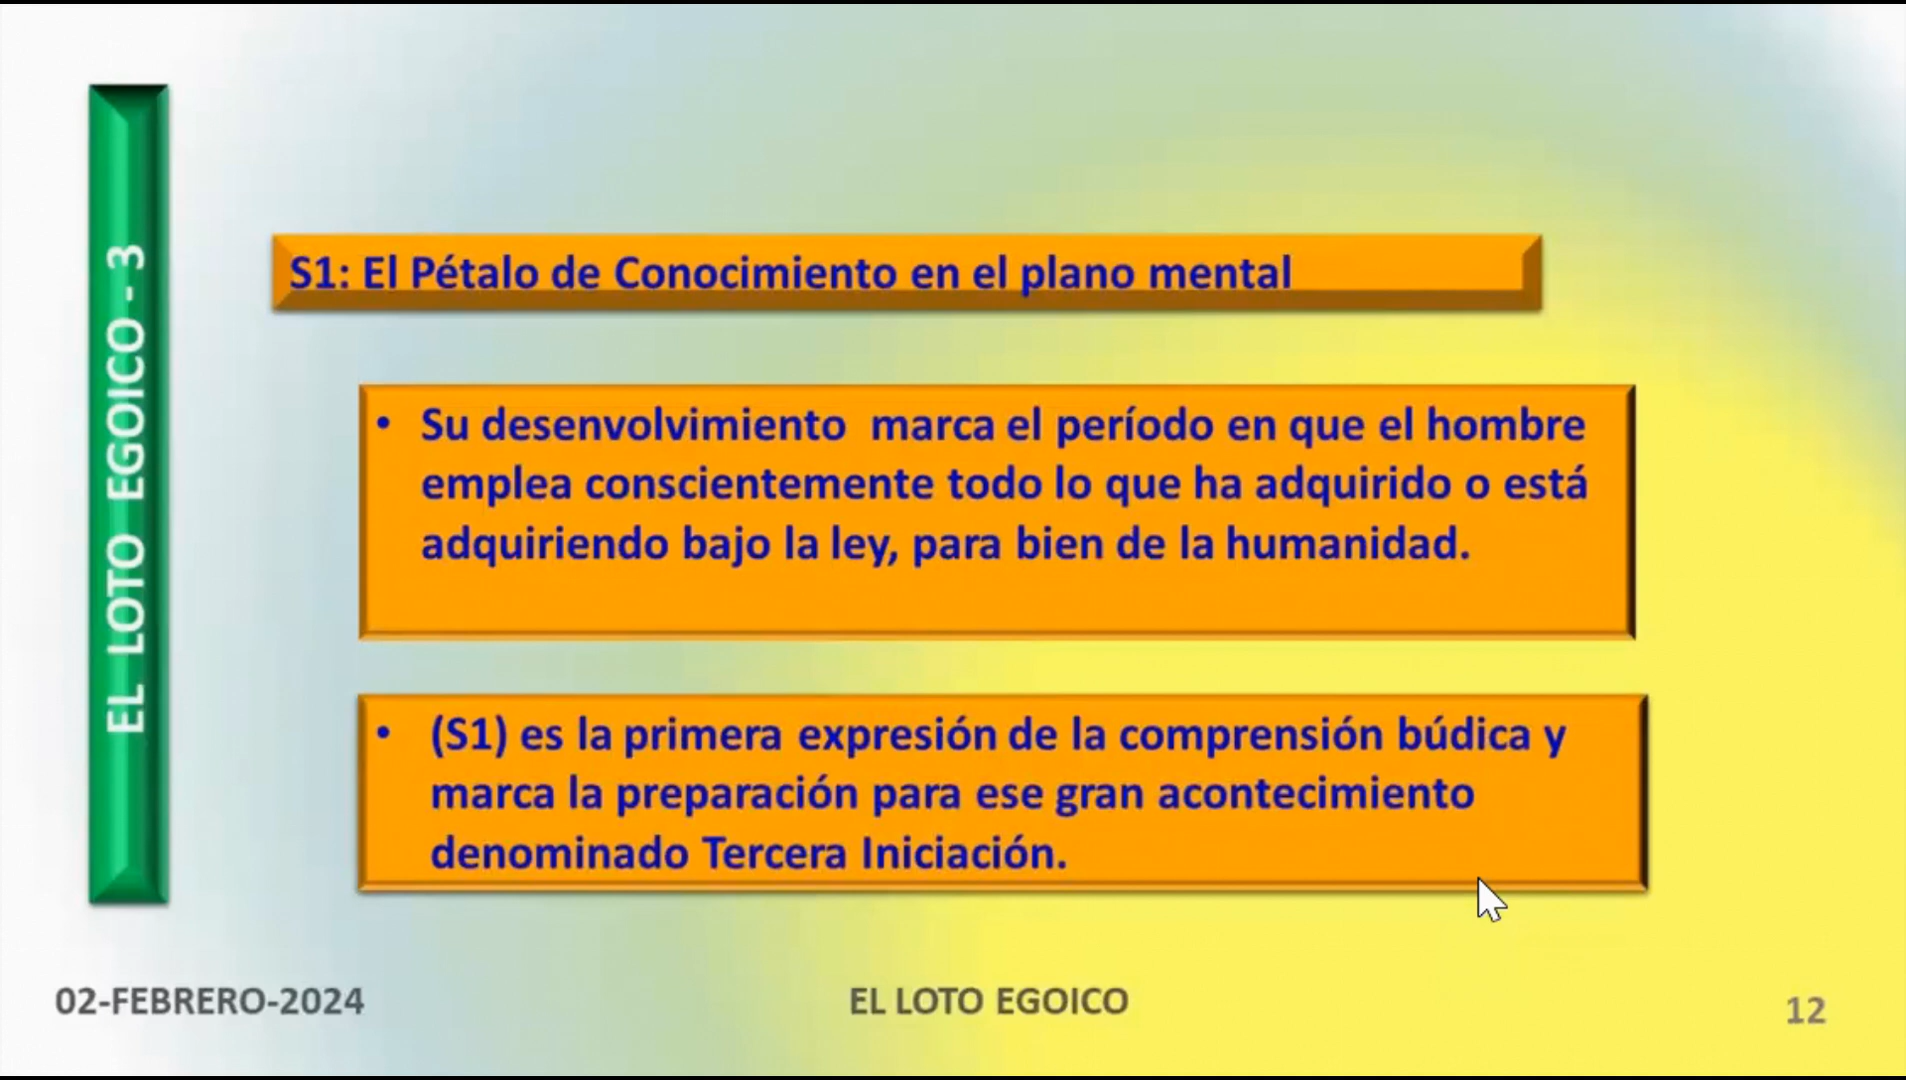 EL LOTO EGOICO - 3
S1: El Pétalo de Conocimiento en el plano mental
• Su desenvolvimiento marca el período en que el hombre
emplea conscientemente todo lo que ha adquirido o está
adquiriendo bajo la ley, para bien de la humanidad.
• (S1) es la primera expresión de la comprensión búdica y
marca la preparación para ese gran acontecimiento
denominado Tercera Iniciación.
02-FEBRERO-2024
EL LOTO EGOICO
12